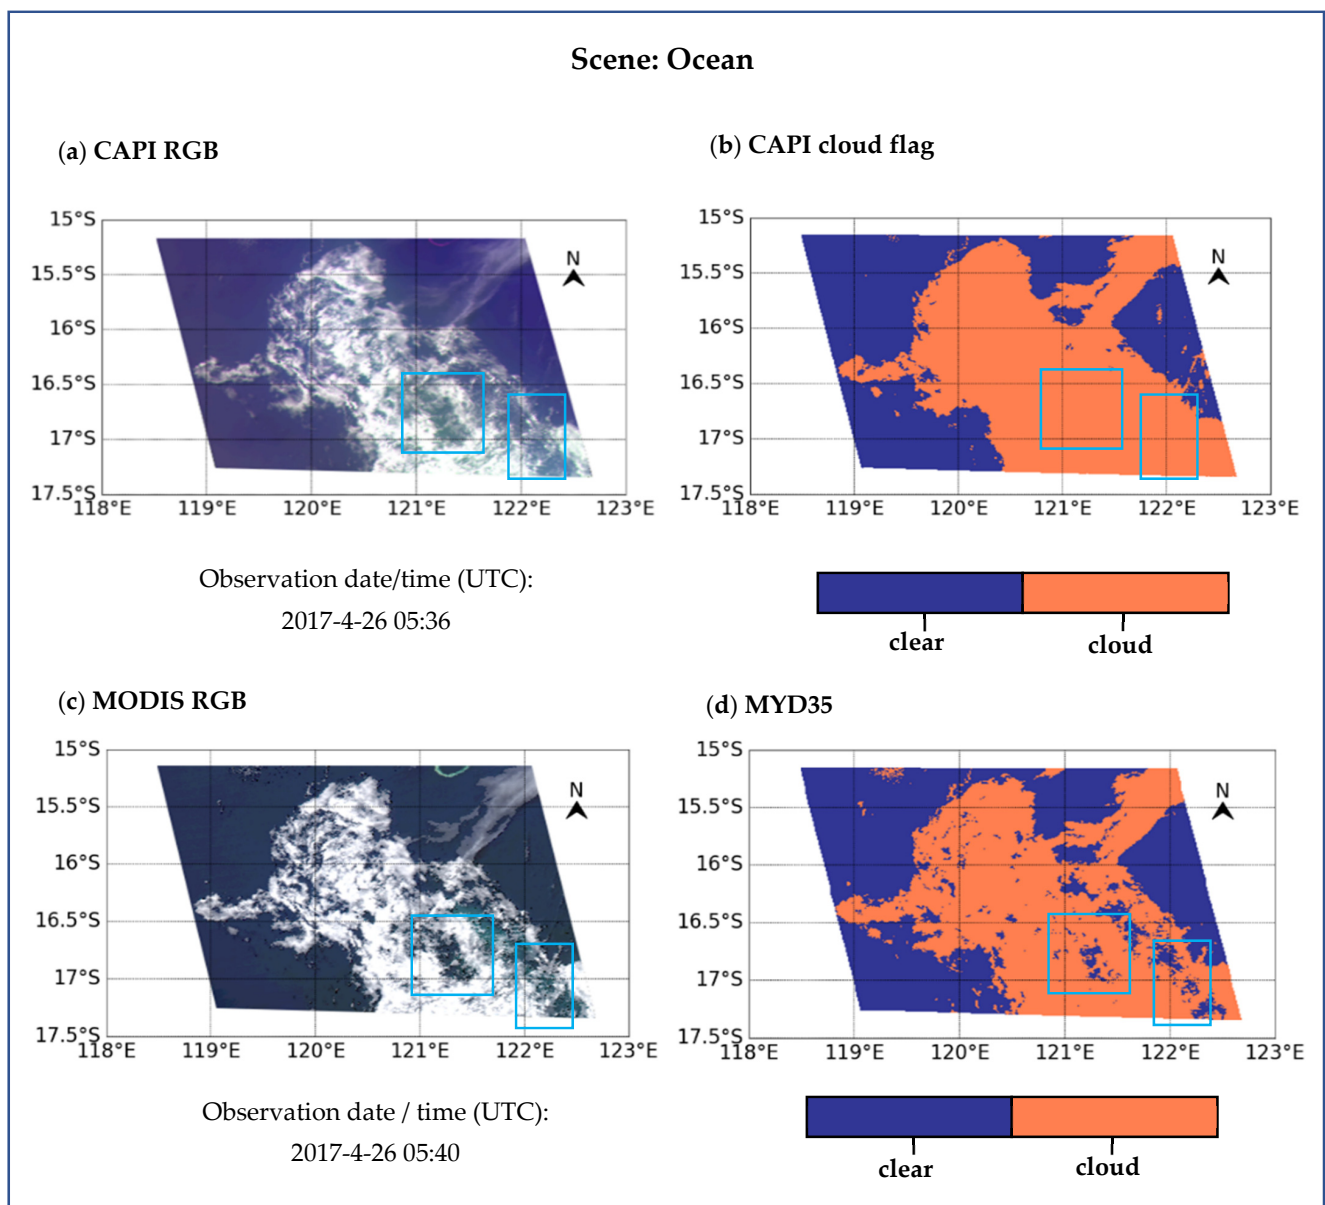 Scene: Ocean
(a) CAPI RGB
(b) CAPI cloud flag
15°S
15.5°S
16°S
16.5°S
17°S
17.5°S
118°E 119°E 120°E 121°E 122°E 123°E
N
15°S
15.5°S
16°S
16.5°S
17°S
17.5°S
118°E 119°E 120°E 121°E 122°E 123°E
N
Observation date/time (UTC):
2017-4-26 05:36
clear cloud
(c) MODIS RGB
(d) MYD35
15°S
15.5°S
16°S
16.5°S
17°S
17.5°S
118°E 119°E 120°E 121°E 122°E 123°E
N
15°S
15.5°S
16°S
16.5°S
17°S
17.5°S
118°E 119°E 120°E 121°E 122°E 123°E
N
Observation date / time (UTC):
2017-4-26 05:40
clear cloud